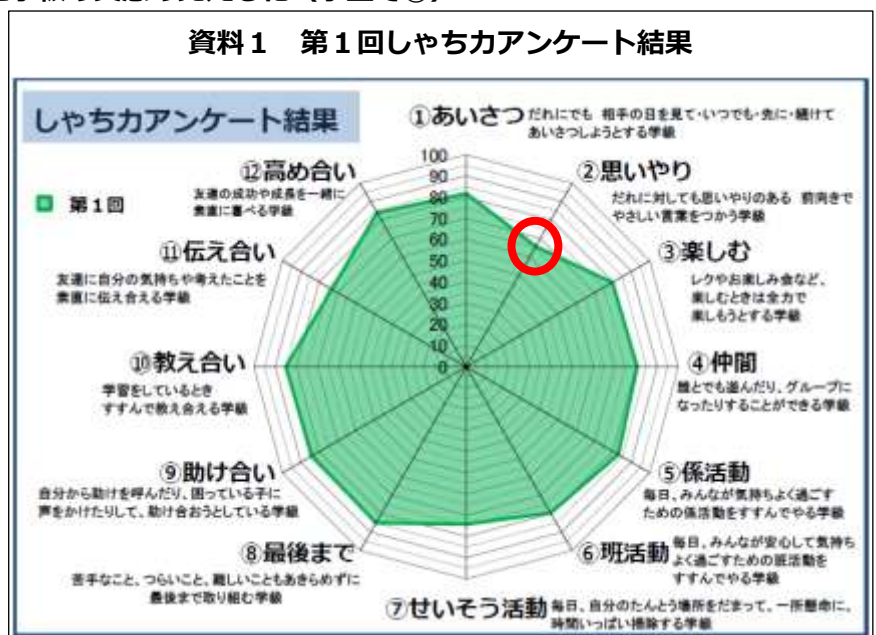 資料１　第１回しゃち力アンケート結果
しゃち力アンケート結果
第１回
①あいさつ だれにでも 相手の目を見て・いつでも・先に・続けて
あいさつしようとする学級
②思いやり
だれに対しても思いやりのある 前向きで
やさしい言葉をつかう学級
③楽しむ
レクやお楽しみ会など、
楽しむときは全力で
楽しもうとする学級
④仲間
誰とでも遊んだり、グループに
なったりすることができる学級
⑤係活動
毎日、みんなが気持ちよく過ごす
ための係活動をすすんでやる学級
⑥班活動 毎日、みんなが安心して気持ち
よく過ごすための班活動を
すすんでやる学級
⑦せいそう活動 毎日、自分のたんとう場所をだまって、一所懸命に、
時間いっぱい掃除する学級
⑧最後まで
苦手なこと、つらいこと、難しいこともあきらめずに
最後まで取り組む学級
⑨助け合い
自分から助けを呼んだり、困っている子に
声をかけたりして、助け合おうとしている学級
⑩教え合い
学習をしているとき
すすんで教え合える学級
⑪伝え合い
友達に自分の気持ちや考えたことを
素直に伝え合える学級
⑫高め合い
友達の成功や成長を一緒に
素直に喜べる学級
100
90
80
70
60
50
40
30
20
10
0